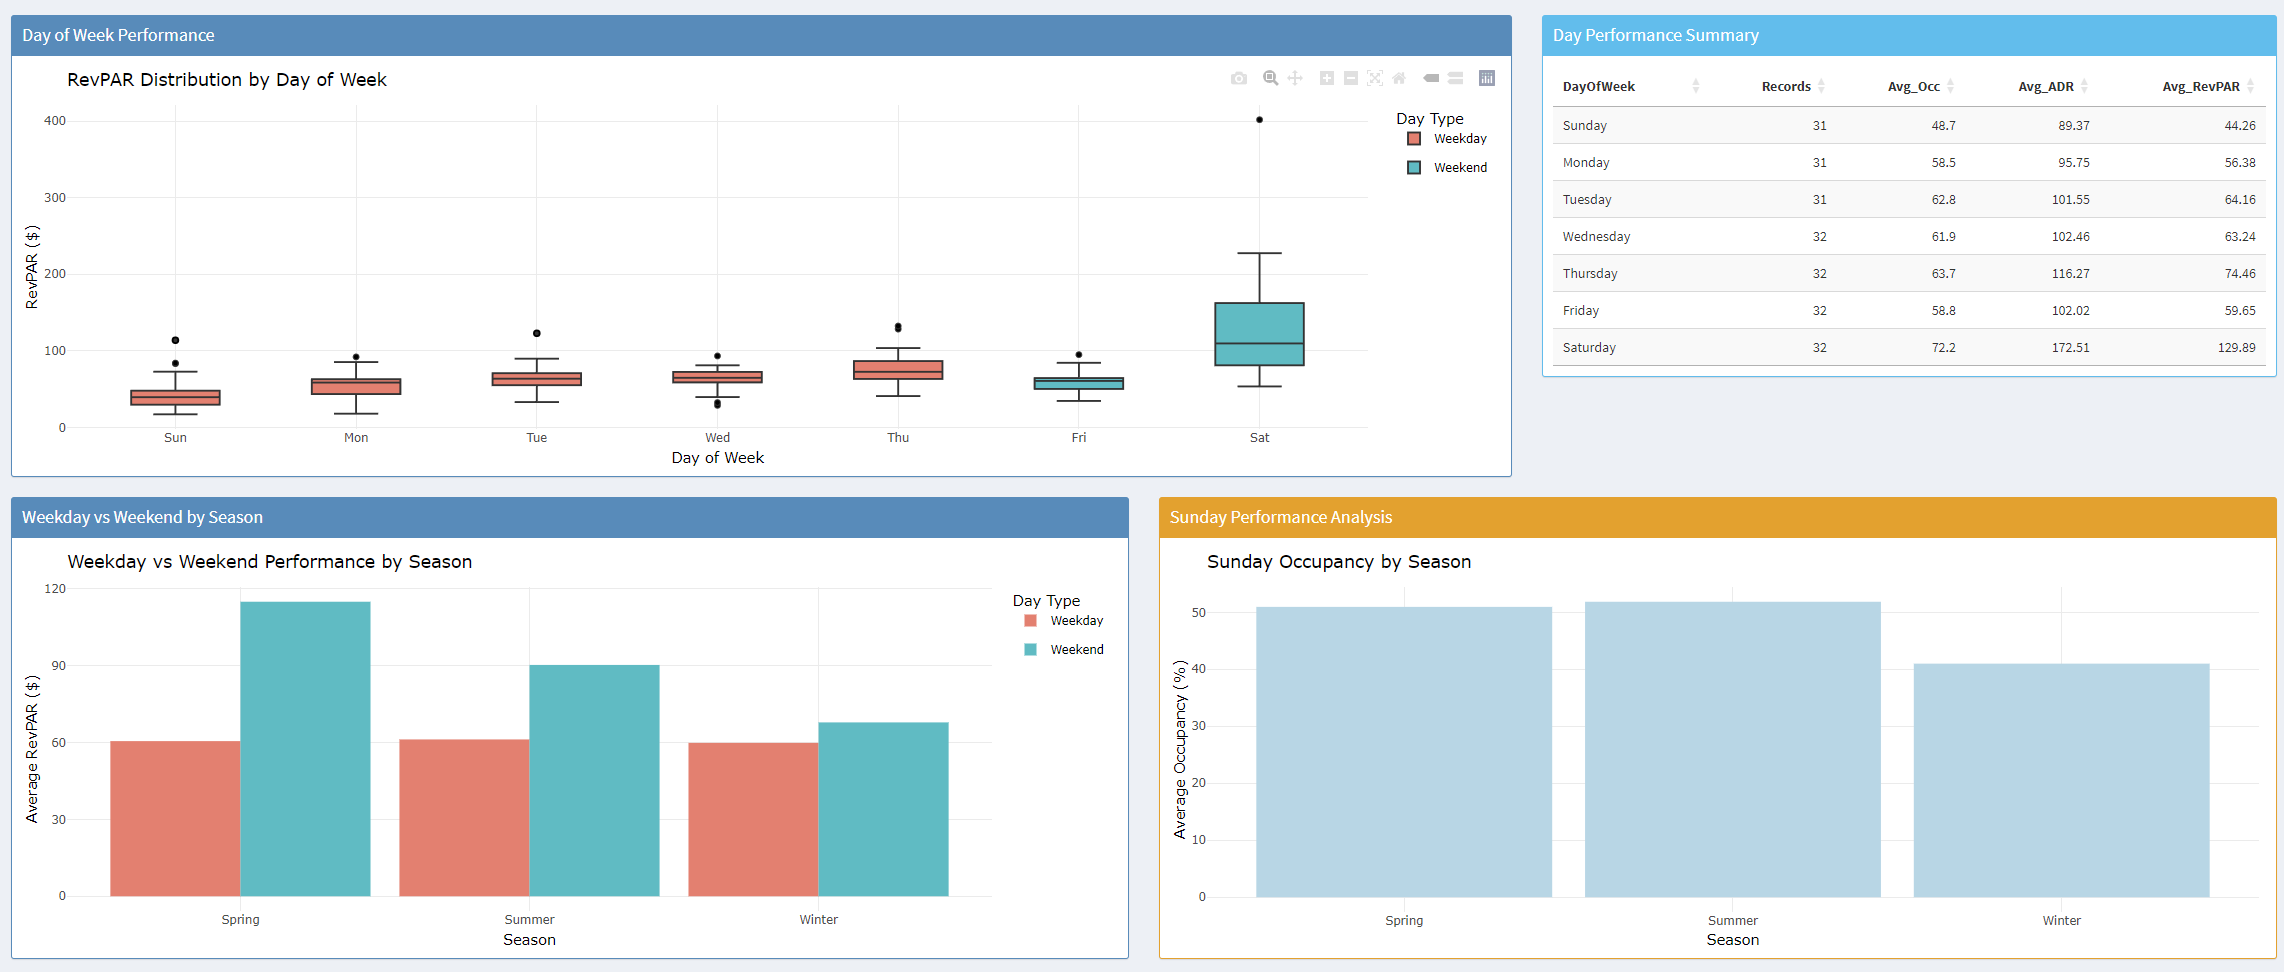 Day of Week Performance
RevPAR Distribution by Day of Week
400
300
200
100
0
RevPAR ($)
Sun Mon Tue Wed Thu Fri Sat
Day of Week
Day Type
Weekday
Weekend
Day Performance Summary
DayOfWeek Records Avg_Occ Avg_ADR Avg_RevPAR
Sunday 31 48.7 89.37 44.26
Monday 31 58.5 95.75 56.38
Tuesday 31 62.8 101.55 64.16
Wednesday 32 61.9 102.46 63.24
Thursday 32 63.7 116.27 74.46
Friday 32 58.8 102.02 59.65
Saturday 32 72.2 172.51 129.89
Weekday vs Weekend by Season
Weekday vs Weekend Performance by Season
120
90
60
30
0
Average RevPAR ($)
Spring Summer Winter
Season
Day Type
Weekday
Weekend
Sunday Performance Analysis
Sunday Occupancy by Season
50
40
30
20
10
0
Average Occupancy (%)
Spring Summer Winter
Season